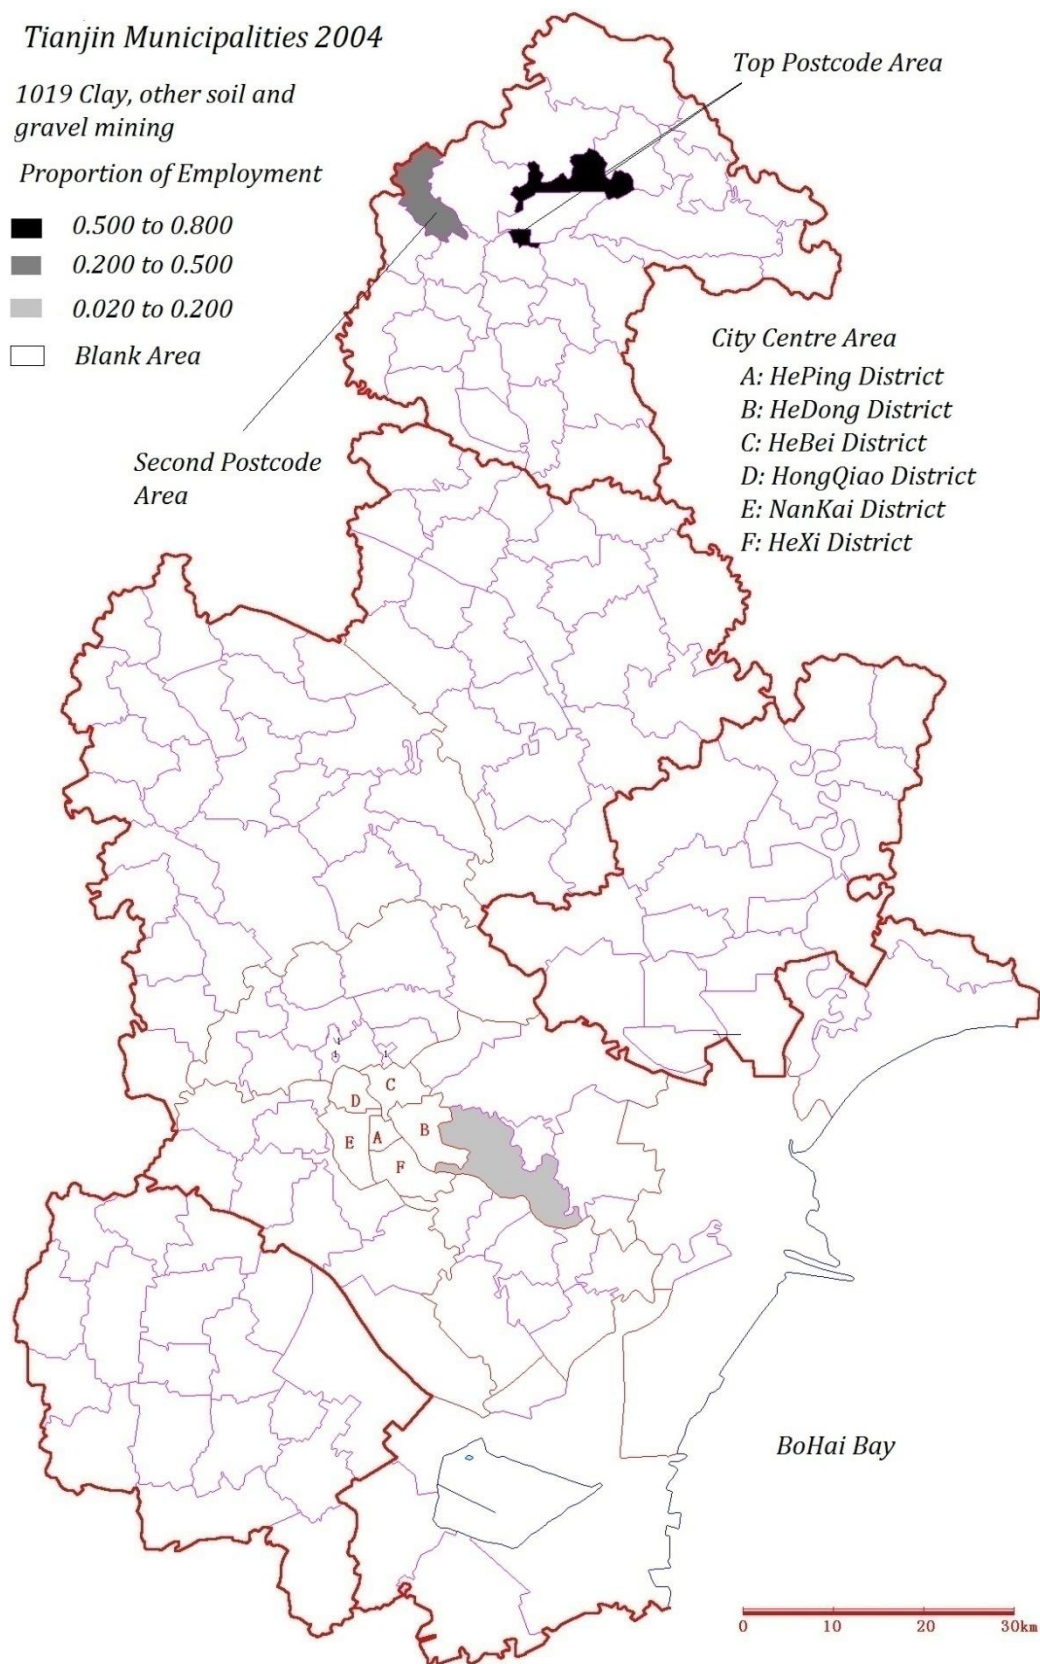 Tianjin Municipalities 2004
1019 Clay, other soil and
gravel mining
Proportion of Employment
0.500 to 0.800
0.200 to 0.500
0.020 to 0.200
Blank Area
Top Postcode Area
City Centre Area
A: HePing District
B: HeDong District
C: HeBei District
D: HongQiao District
E: NanKai District
F: HeXi District
Second Postcode
Area
1
1
1
C
D
B
A
E
F
BoHai Bay
0 10 20 30km